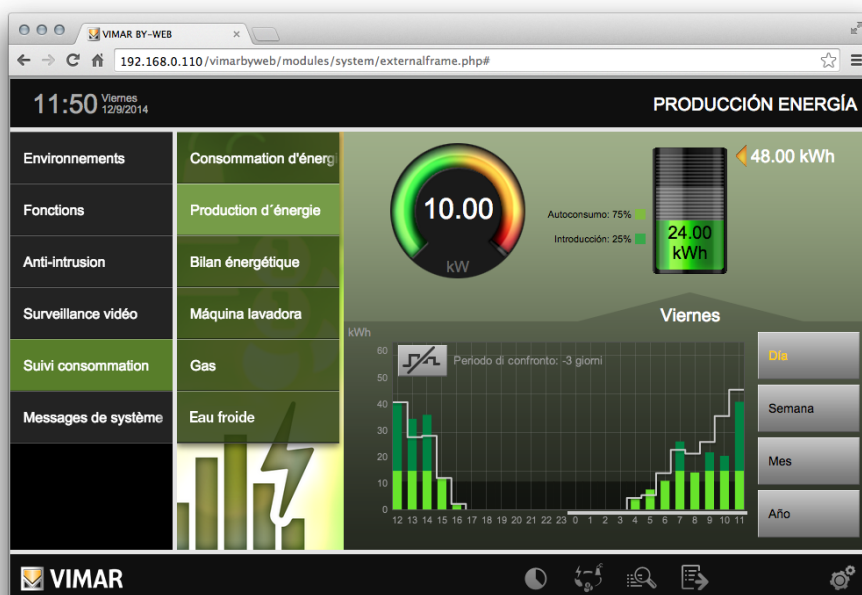 VIMAR BY-WEB
192.168.0.110/vimarbyweb/modules/system/externalframe.php#
11:50 Viernes 12/9/2014
PRODUCCIÓN ENERGÍA
Environnements
Fonctions
Anti-intrusion
Surveillance vidéo
Suivi consommation
Messages de système
Consommation d'énergi
Production d´énergie
Bilan énergétique
Máquina lavadora
Gas
Eau froide
10.00
kW
Autoconsumo: 75%
Introducción: 25%
48.00 kWh
24.00
kWh
Viernes
kWh
Periodo di confronto: -3 giorni
60
50
40
30
20
10
0
12 13 14 15 16 17 18 19 20 21 22 23 0 1 2 3 4 5 6 7 8 9 10 11
Día
Semana
Mes
Año
VIMAR